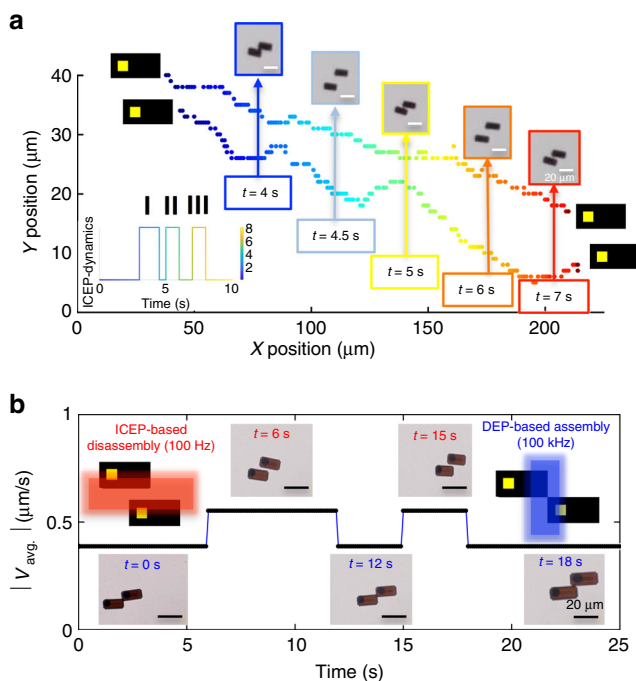 a
Y position (μm)
40
30
20
10
0
0
50
100
150
200
X position (μm)
t = 4 s
t = 4.5 s
t = 5 s
t = 6 s
t = 7 s
20 μm
I II III
ICEP-dynamics
8
6
4
2
0
5
10
Time (s)
b
| V avg. | (μm/s)
1
0.5
0
0
5
10
15
20
25
Time (s)
ICEP-based
disassembly (100 Hz)
t = 6 s
t = 15 s
DEP-based assembly
(100 kHz)
t = 0 s
t = 12 s
t = 18 s
20 μm